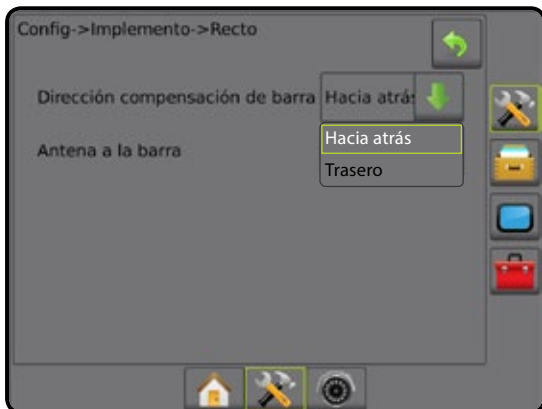 Config->Implemento->Recto
Dirección compensación de barra Hacia atrás
Hacia atrás
Antena a la barra
Trasero